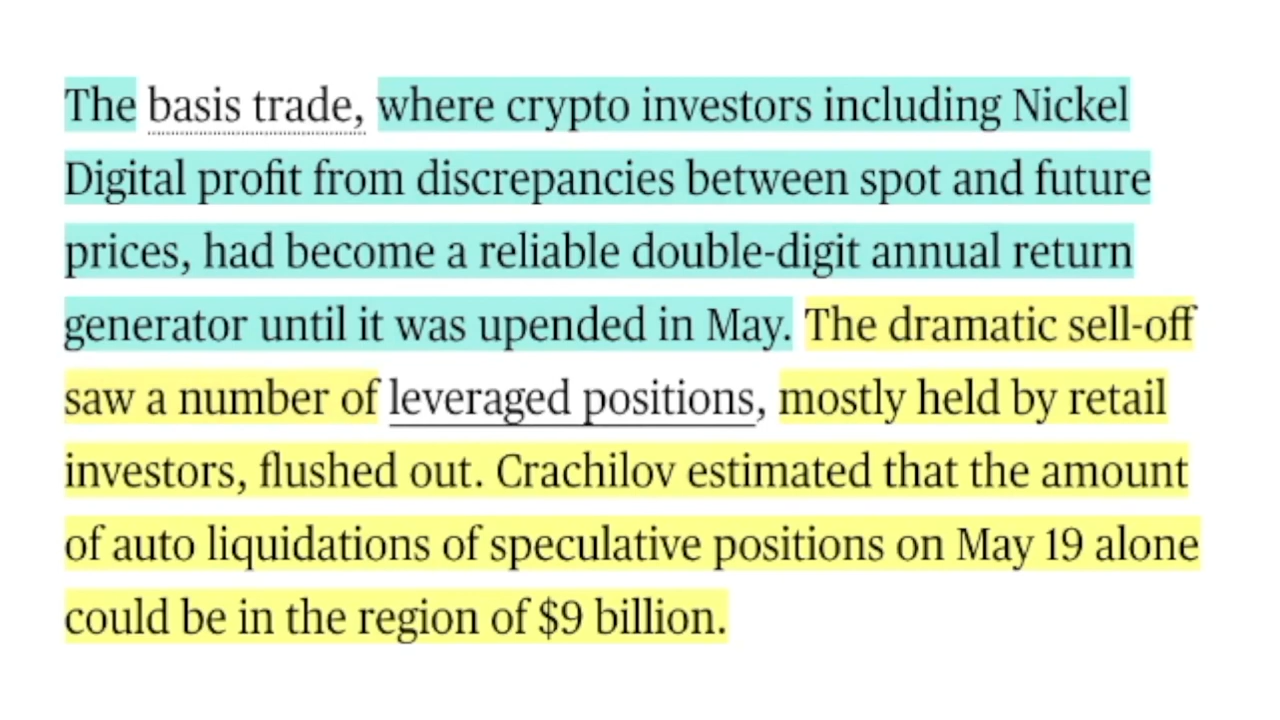 The basis trade, where crypto investors including Nickel
Digital profit from discrepancies between spot and future
prices, had become a reliable double-digit annual return
generator until it was upended in May. The dramatic sell-off
saw a number of leveraged positions, mostly held by retail
investors, flushed out. Crachilov estimated that the amount
of auto liquidations of speculative positions on May 19 alone
could be in the region of $9 billion.